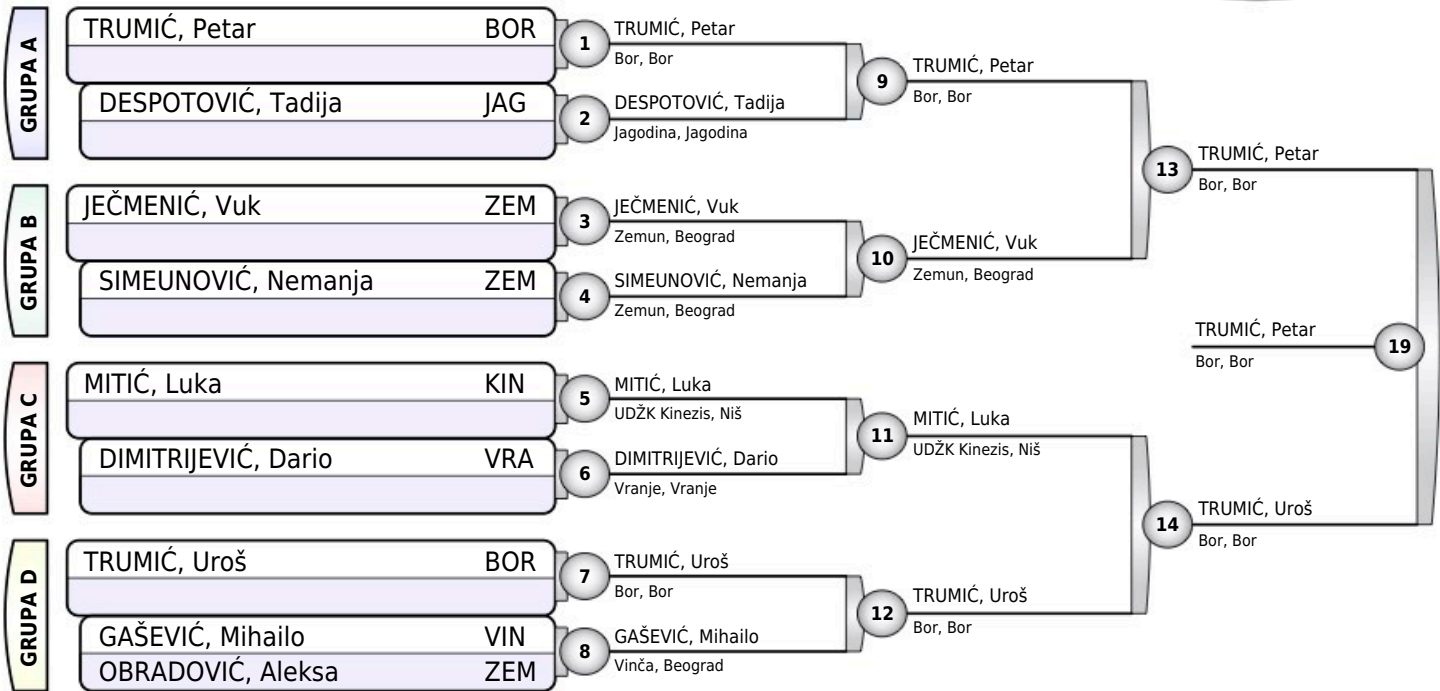 GRUPA A
TRUMIĆ, Petar BOR
DESPOTOVIĆ, Tadija JAG
GRUPA B
JEČMENIĆ, Vuk ZEM
SIMEUNOVIĆ, Nemanja ZEM
GRUPA C
MITIĆ, Luka KIN
DIMITRIJEVIĆ, Dario VRA
GRUPA D
TRUMIĆ, Uroš BOR
GAŠEVIĆ, Mihailo VIN
OBRADOVIĆ, Aleksa ZEM
1
TRUMIĆ, Petar
Bor, Bor
2
DESPOTOVIĆ, Tadija
Jagodina, Jagodina
3
JEČMENIĆ, Vuk
Zemun, Beograd
4
SIMEUNOVIĆ, Nemanja
Zemun, Beograd
5
MITIĆ, Luka
UDŽK Kinezis, Niš
6
DIMITRIJEVIĆ, Dario
Vranje, Vranje
7
TRUMIĆ, Uroš
Bor, Bor
8
GAŠEVIĆ, Mihailo
Vinča, Beograd
9
TRUMIĆ, Petar
Bor, Bor
10
JEČMENIĆ, Vuk
Zemun, Beograd
11
MITIĆ, Luka
UDŽK Kinezis, Niš
12
TRUMIĆ, Uroš
Bor, Bor
13
TRUMIĆ, Petar
Bor, Bor
14
TRUMIĆ, Uroš
Bor, Bor
TRUMIĆ, Petar
Bor, Bor
19